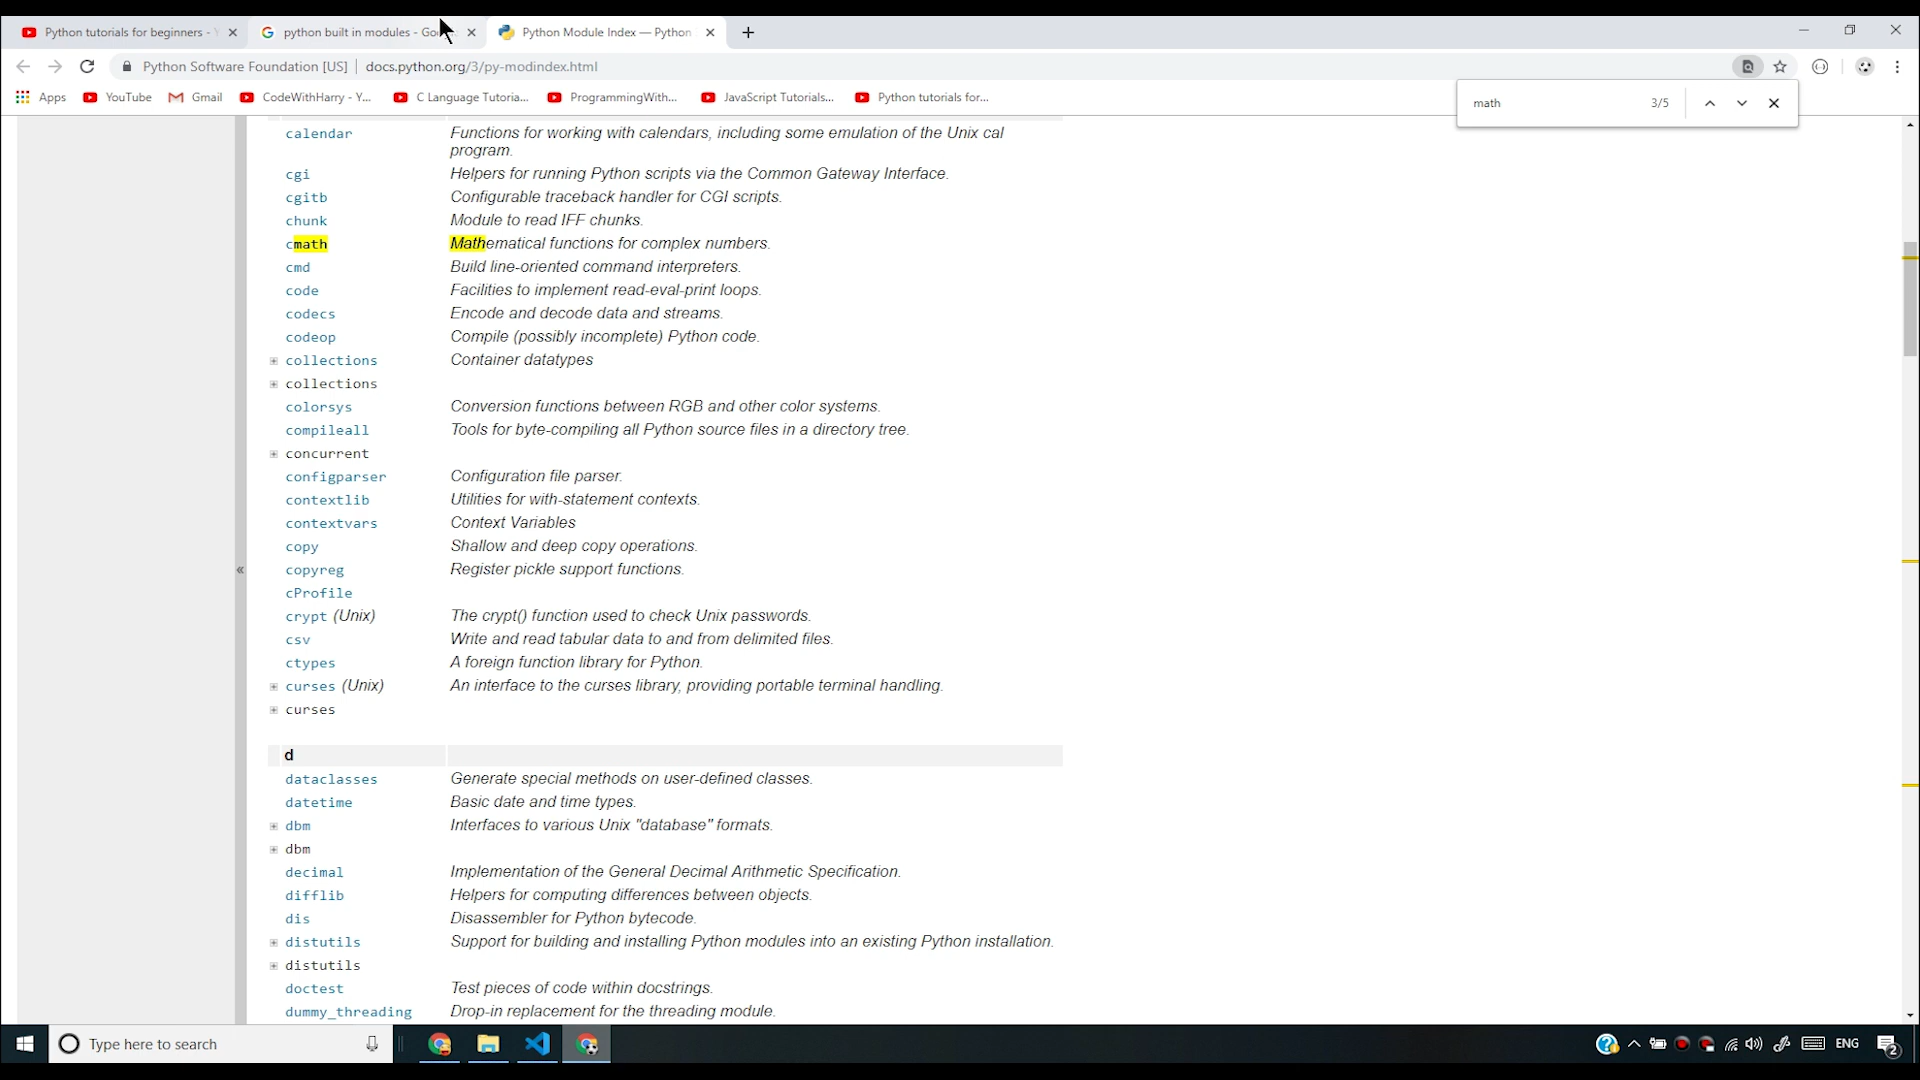 Python tutorials for beginners -
python built in modules - Go
Python Module Index — Python
Python Software Foundation [US] | docs.python.org/3/py-modindex.html
Apps YouTube Gmail CodeWithHarry - Y... C Language Tutoria... ProgrammingWith... JavaScript Tutorials... Python tutorials for...
math 3/5
calendar Functions for working with calendars, including some emulation of the Unix cal
program.
cgi Helpers for running Python scripts via the Common Gateway Interface.
cgitb Configurable traceback handler for CGI scripts.
chunk Module to read IFF chunks.
cmath Mathematical functions for complex numbers.
cmd Build line-oriented command interpreters.
code Facilities to implement read-eval-print loops.
codecs Encode and decode data and streams.
codeop Compile (possibly incomplete) Python code.
collections Container datatypes
collections
colorsys Conversion functions between RGB and other color systems.
compileall Tools for byte-compiling all Python source files in a directory tree.
concurrent
configparser Configuration file parser.
contextlib Utilities for with-statement contexts.
contextvars Context Variables
copy Shallow and deep copy operations.
copyreg Register pickle support functions.
cProfile
crypt (Unix) The crypt() function used to check Unix passwords.
csv Write and read tabular data to and from delimited files.
ctypes A foreign function library for Python.
curses (Unix) An interface to the curses library, providing portable terminal handling.
curses
d
dataclasses Generate special methods on user-defined classes.
datetime Basic date and time types.
dbm Interfaces to various Unix "database" formats.
dbm
decimal Implementation of the General Decimal Arithmetic Specification.
difflib Helpers for computing differences between objects.
dis Disassembler for Python bytecode.
distutils Support for building and installing Python modules into an existing Python installation.
distutils
doctest Test pieces of code within docstrings.
dummy_threading Drop-in replacement for the threading module.
Type here to search
ENG
2